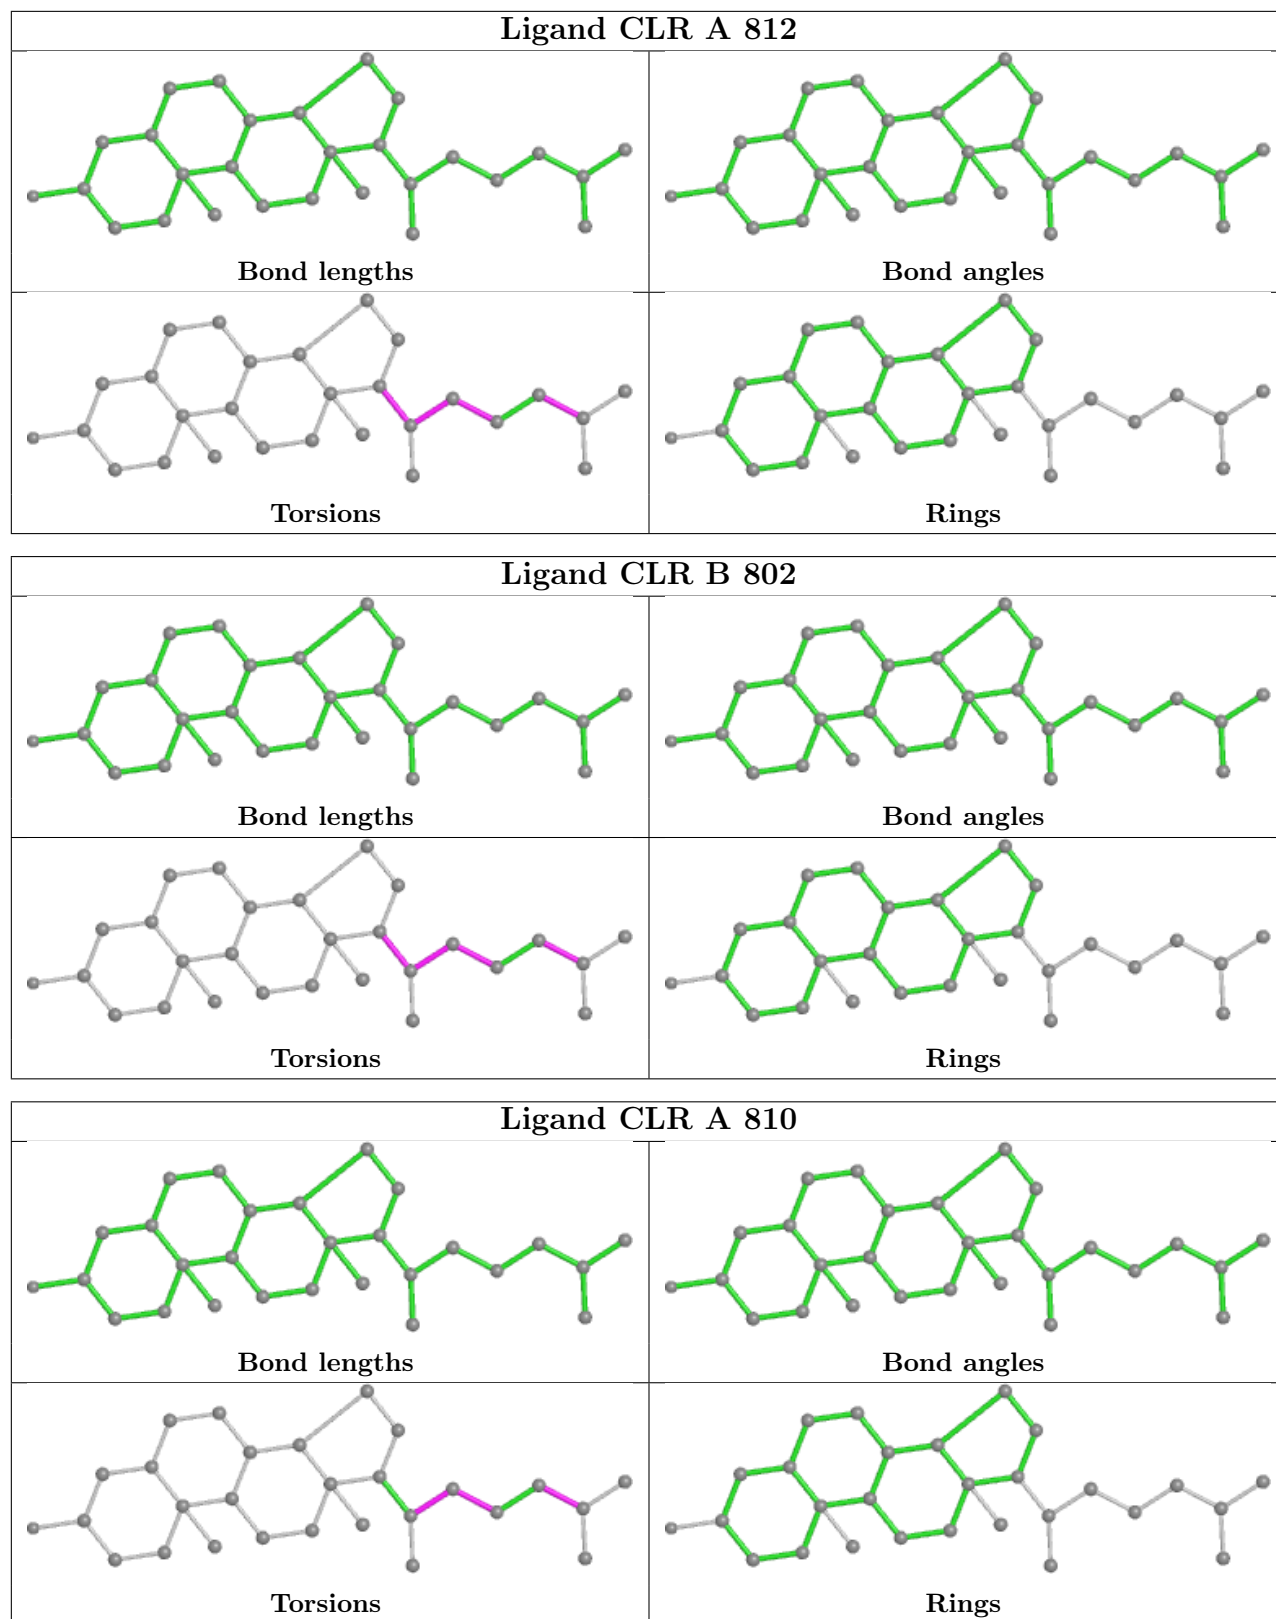 Ligand CLR A 812
Bond lengths
Bond angles
Torsions
Rings
Ligand CLR B 802
Bond lengths
Bond angles
Torsions
Rings
Ligand CLR A 810
Bond lengths
Bond angles
Torsions
Rings